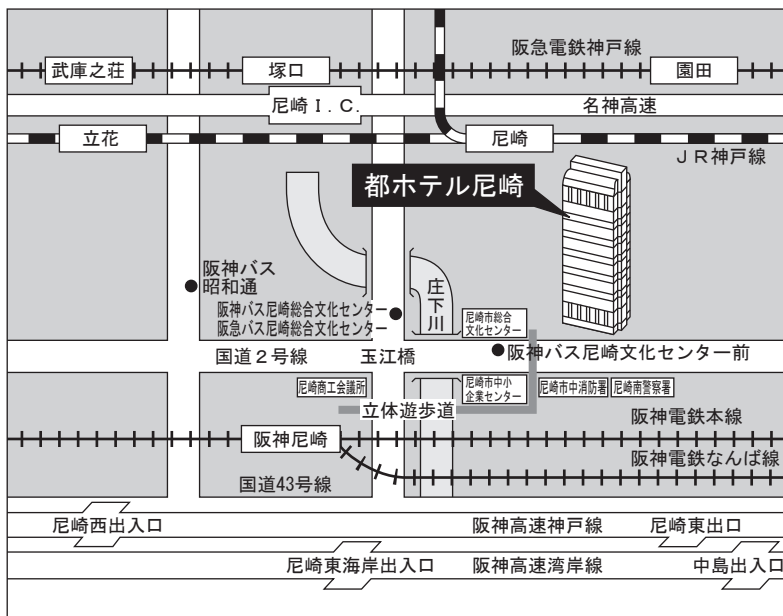 阪急電鉄神戸線
武庫之荘
塚口
園田
尼崎I.C.
名神高速
立花
尼崎
JR神戸線
都ホテル尼崎
阪神バス
昭和通
庄下川
阪神バス尼崎総合文化センター
阪急バス尼崎総合文化センター
尼崎市総合
文化センター
国道2号線
玉江橋
阪神バス尼崎文化センター前
尼崎商工会議所
尼崎市中小
企業センター
尼崎市中消防署
尼崎南警察署
立体遊歩道
阪神電鉄本線
阪神尼崎
阪神電鉄なんば線
国道43号線
尼崎西出入口
阪神高速神戸線
尼崎東出口
尼崎東海岸出入口
阪神高速湾岸線
中島出入口